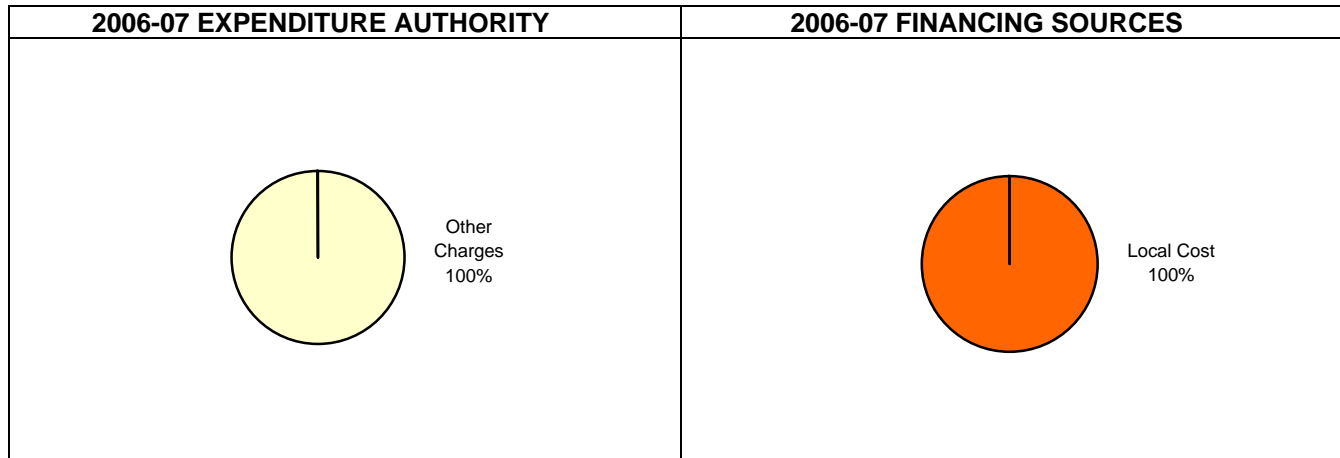 2006-07 EXPENDITURE AUTHORITY
2006-07 FINANCING SOURCES
Other
Charges
100%
Local Cost
100%